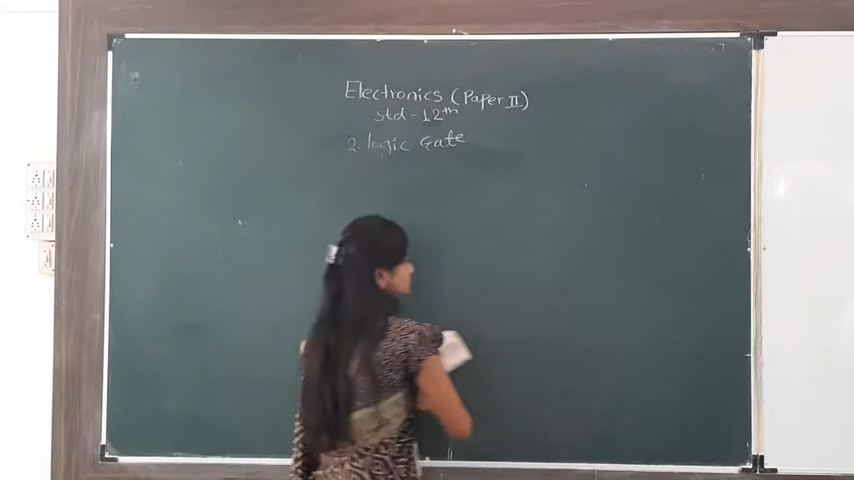 Electronics (Paper II)
std - 12th
2. logic Gate